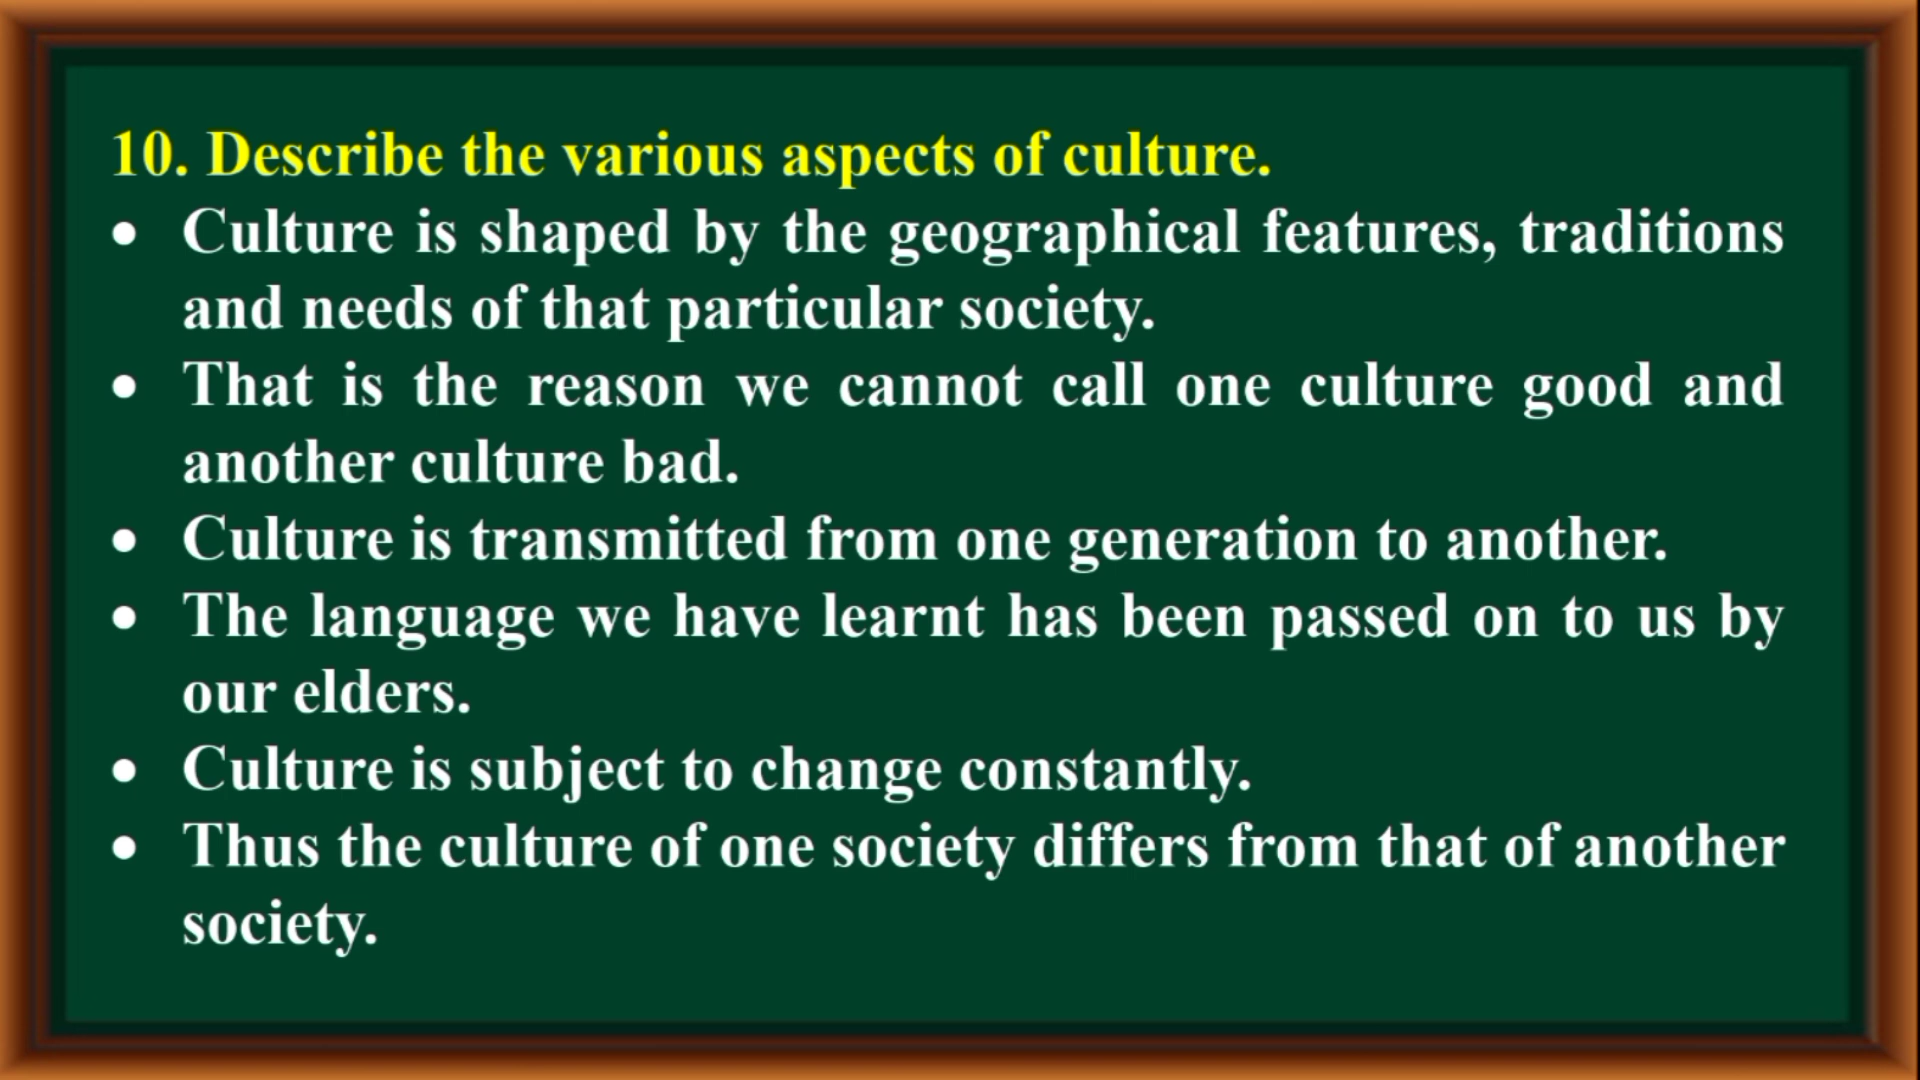 10. Describe the various aspects of culture.
• Culture is shaped by the geographical features, traditions
and needs of that particular society.
• That is the reason we cannot call one culture good and
another culture bad.
• Culture is transmitted from one generation to another.
• The language we have learnt has been passed on to us by
our elders.
• Culture is subject to change constantly.
• Thus the culture of one society differs from that of another
society.